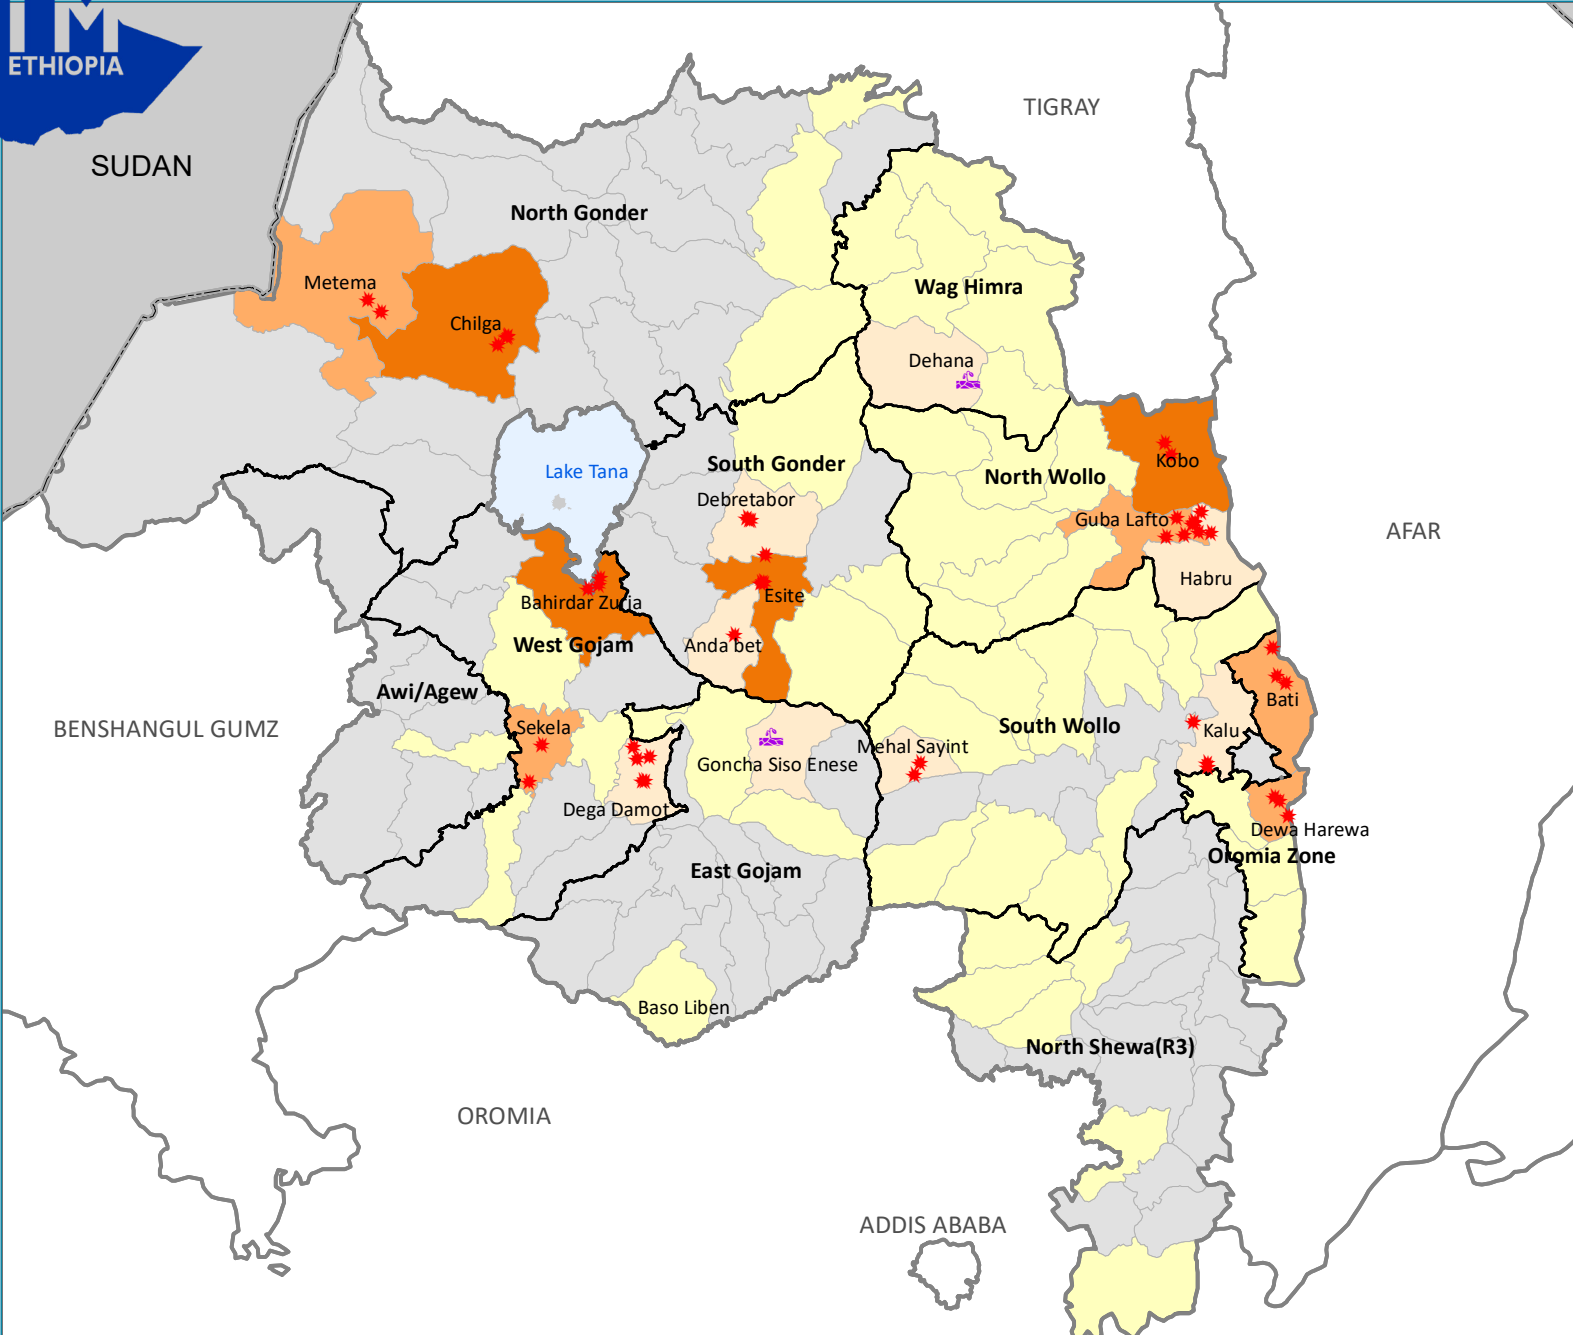 TM
ETHIOPIA
TIGRAY
SUDAN
North Gonder
Metema
Wag Himra
Chilga
Dehana
Lake Tana
South Gonder
Kobo
North Wollo
Debretabor
Guba Lafto
AFAR
Habru
Esite
Bahirdar Zuria
West Gojam
Anda bet
Awi/Agew
Bati
BENSHANGUL GUMZ
Sekela
South Wollo
Kalu
Mehal Sayint
Goncha Siso Enese
Dega Damot
Dewa Harewa
Oromia Zone
East Gojam
Baso Liben
North Shewa(R3)
OROMIA
ADDIS ABABA